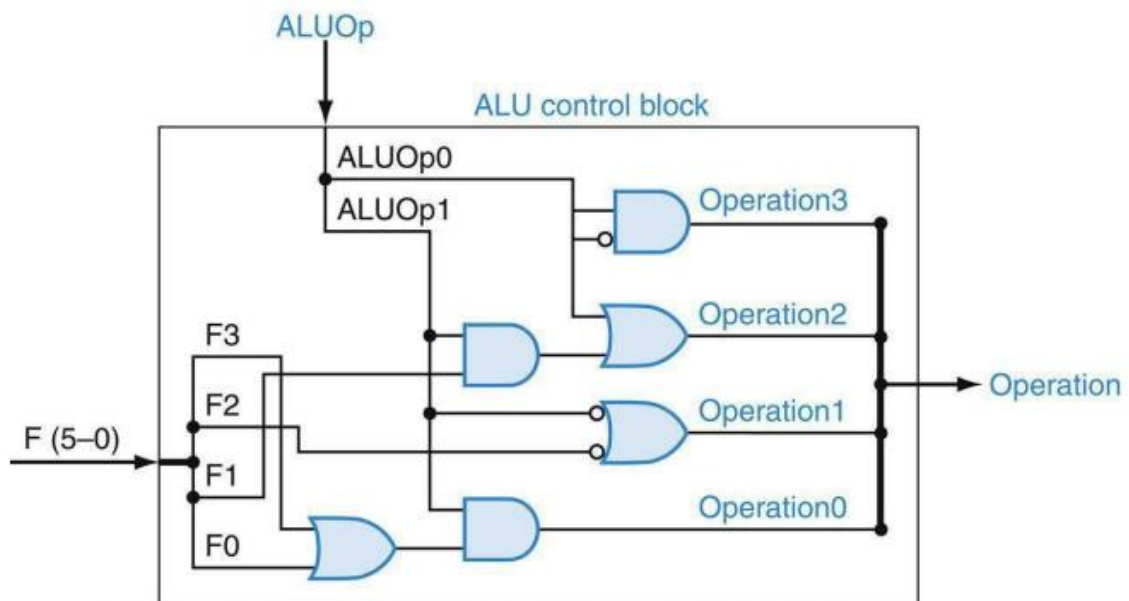 ALUOp
ALU control block
ALUOp0
ALUOp1
Operation3
Operation2
F3
F2
Operation1
Operation
F (5–0)
F1
Operation0
F0